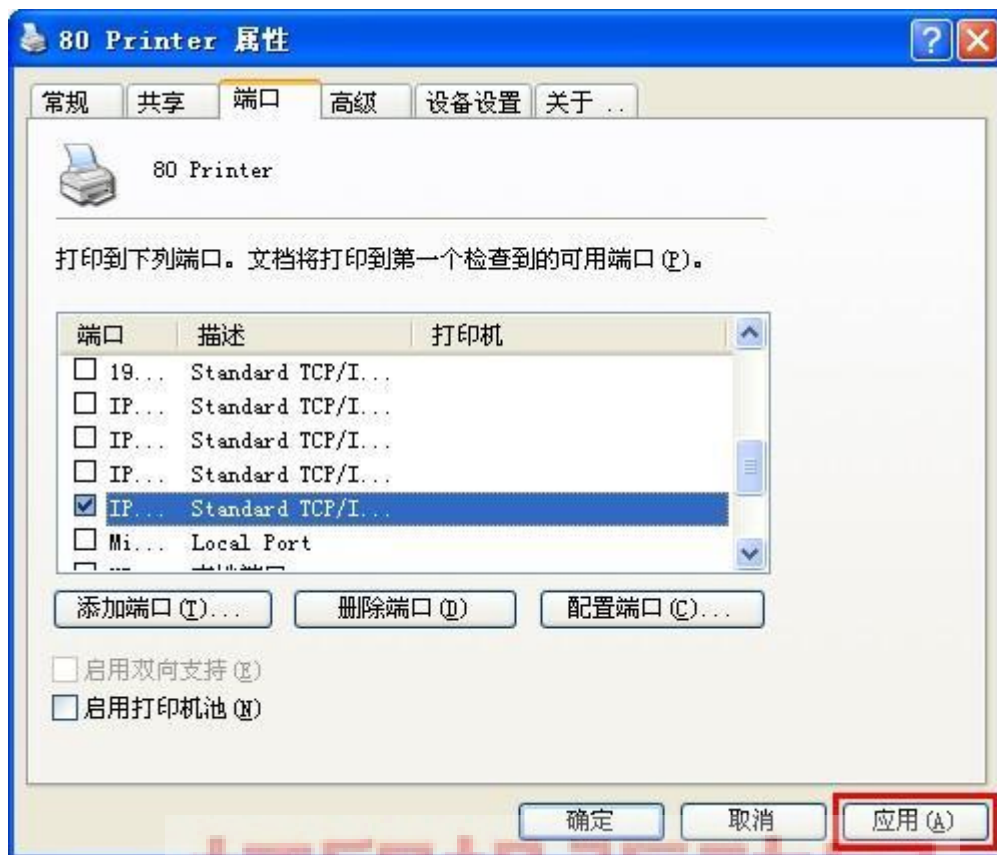 80 Printer 属性
常规 共享 端口 高级 设备设置 关于 ..
80 Printer
打印到下列端口。文档将打印到第一个检查到的可用端口(P)。
端口 描述 打印机
19... Standard TCP/I...
IP... Standard TCP/I...
IP... Standard TCP/I...
IP... Standard TCP/I...
IP... Standard TCP/I...
Mi... Local Port
添加端口(T)... 删除端口(D) 配置端口(C)...
启用双向支持(E)
启用打印机池(N)
确定 取消 应用(A)